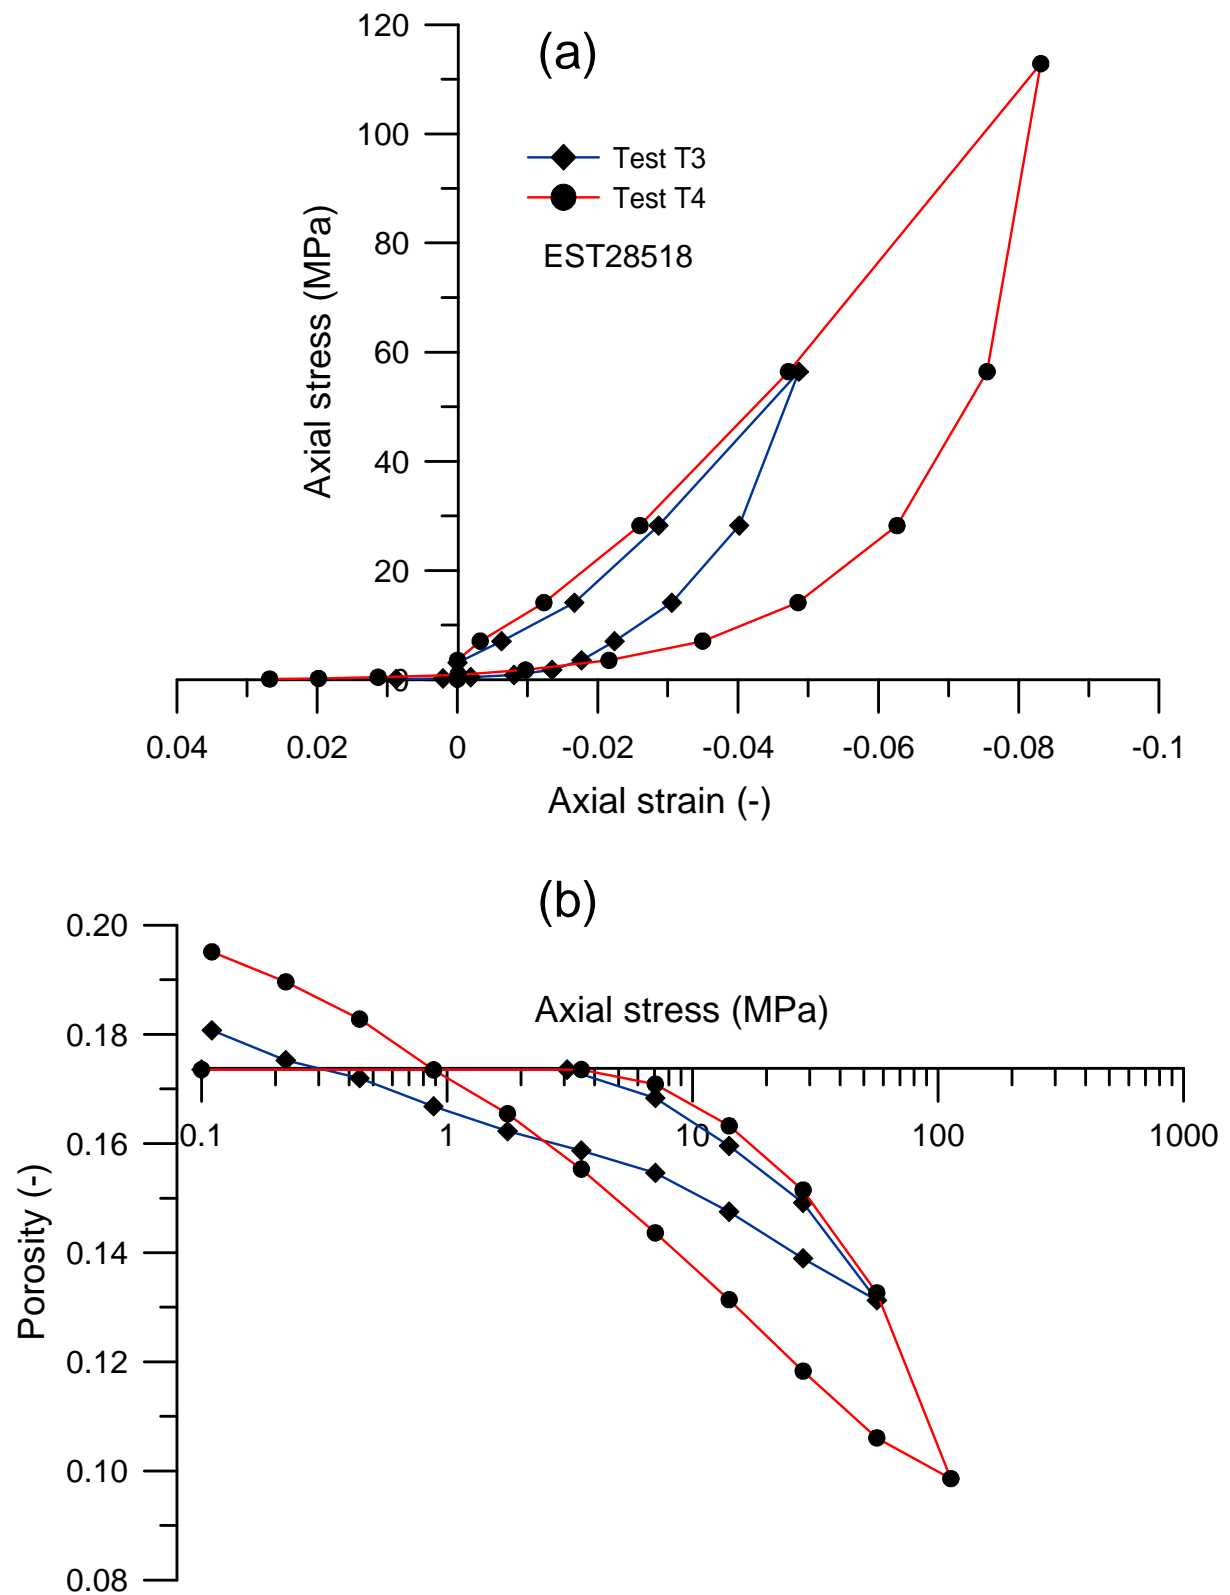 120
(a)
100
Test T3
Test T4
80
EST28518
Axial stress (MPa)
60
40
20
0
0.04 0.02 0 -0.02 -0.04 -0.06 -0.08 -0.1
Axial strain (-)
(b)
0.20
Axial stress (MPa)
0.18
0.1 1 10 100 1000
0.16
Porosity (-)
0.14
0.12
0.10
0.08